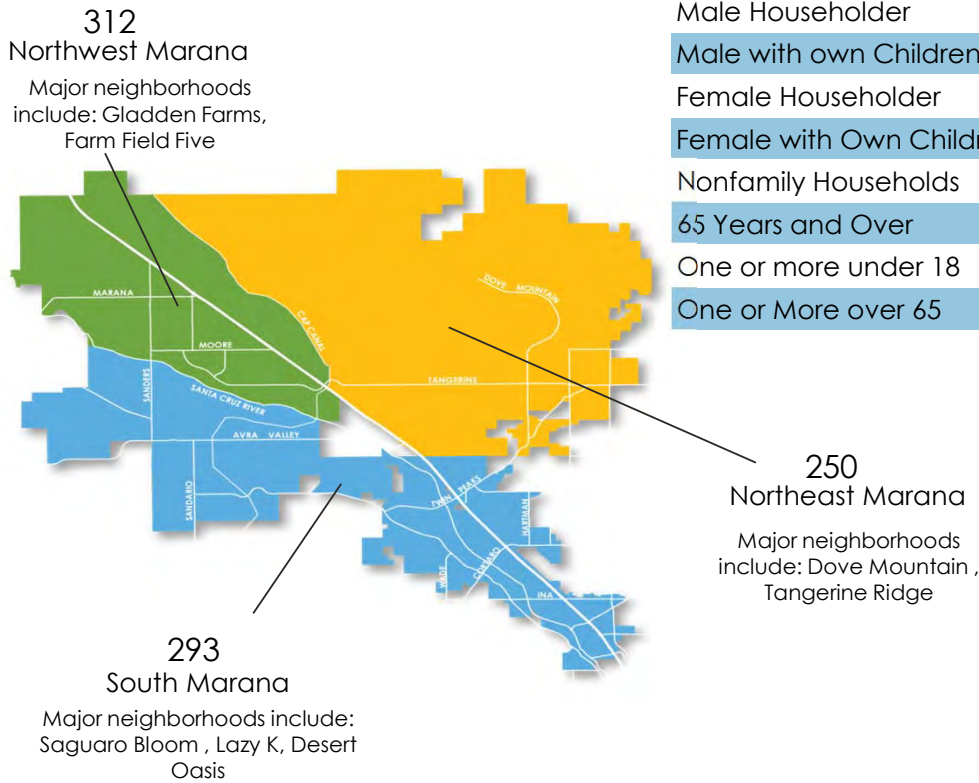 312
Northwest Marana
Major neighborhoods
include: Gladden Farms,
Farm Field Five
Male Householder
Male with own Children
Female Householder
Female with Own Childr
Nonfamily Households
65 Years and Over
One or more under 18
One or More over 65
MARANA
MOORE
CAP CANAL
DOVE MOUNTAIN
TANGERINE
SANDERS
SANTA CRUZ RIVER
AVRA VALLEY
SANDARIO
TWIN PEAKS
HARTMAN
WADE
CORTARO
INA
250
Northeast Marana
Major neighborhoods
include: Dove Mountain ,
Tangerine Ridge
293
South Marana
Major neighborhoods include:
Saguaro Bloom , Lazy K, Desert
Oasis